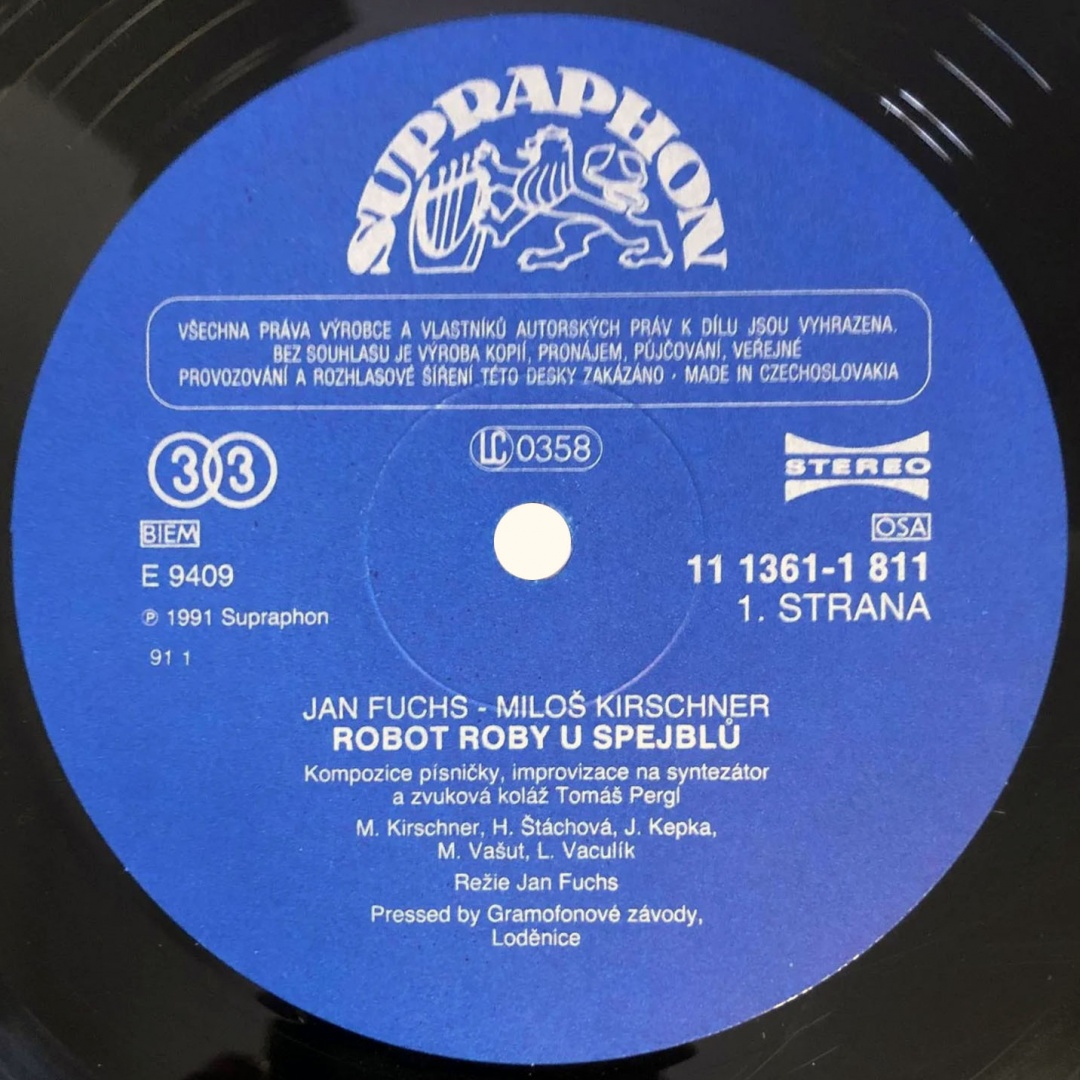 SUPRAPHON
VŠECHNA PRÁVA VÝROBCE A VLASTNÍKŮ AUTORSKÝCH PRÁV K DÍLU JSOU VYHRAZENA.
BEZ SOUHLASU JE VÝROBA KOPIÍ, PRONÁJEM, PŮJČOVÁNÍ, VEŘEJNÉ
PROVOZOVÁNÍ A ROZHLASOVÉ ŠÍŘENÍ TÉTO DESKY ZAKÁZÁNO · MADE IN CZECHOSLOVAKIA
33
LC 0358
STEREO
BIEM
OSA
E 9409
11 1361-1 811
℗ 1991 Supraphon
1. STRANA
91 1
JAN FUCHS - MILOŠ KIRSCHNER
ROBOT ROBY U SPEJBLŮ
Kompozice písničky, improvizace na syntezátor
a zvuková koláž Tomáš Pergl
M. Kirschner, H. Štáchová, J. Kepka,
M. Vašut, L. Vaculík
Režie Jan Fuchs
Pressed by Gramofonové závody,
Loděnice